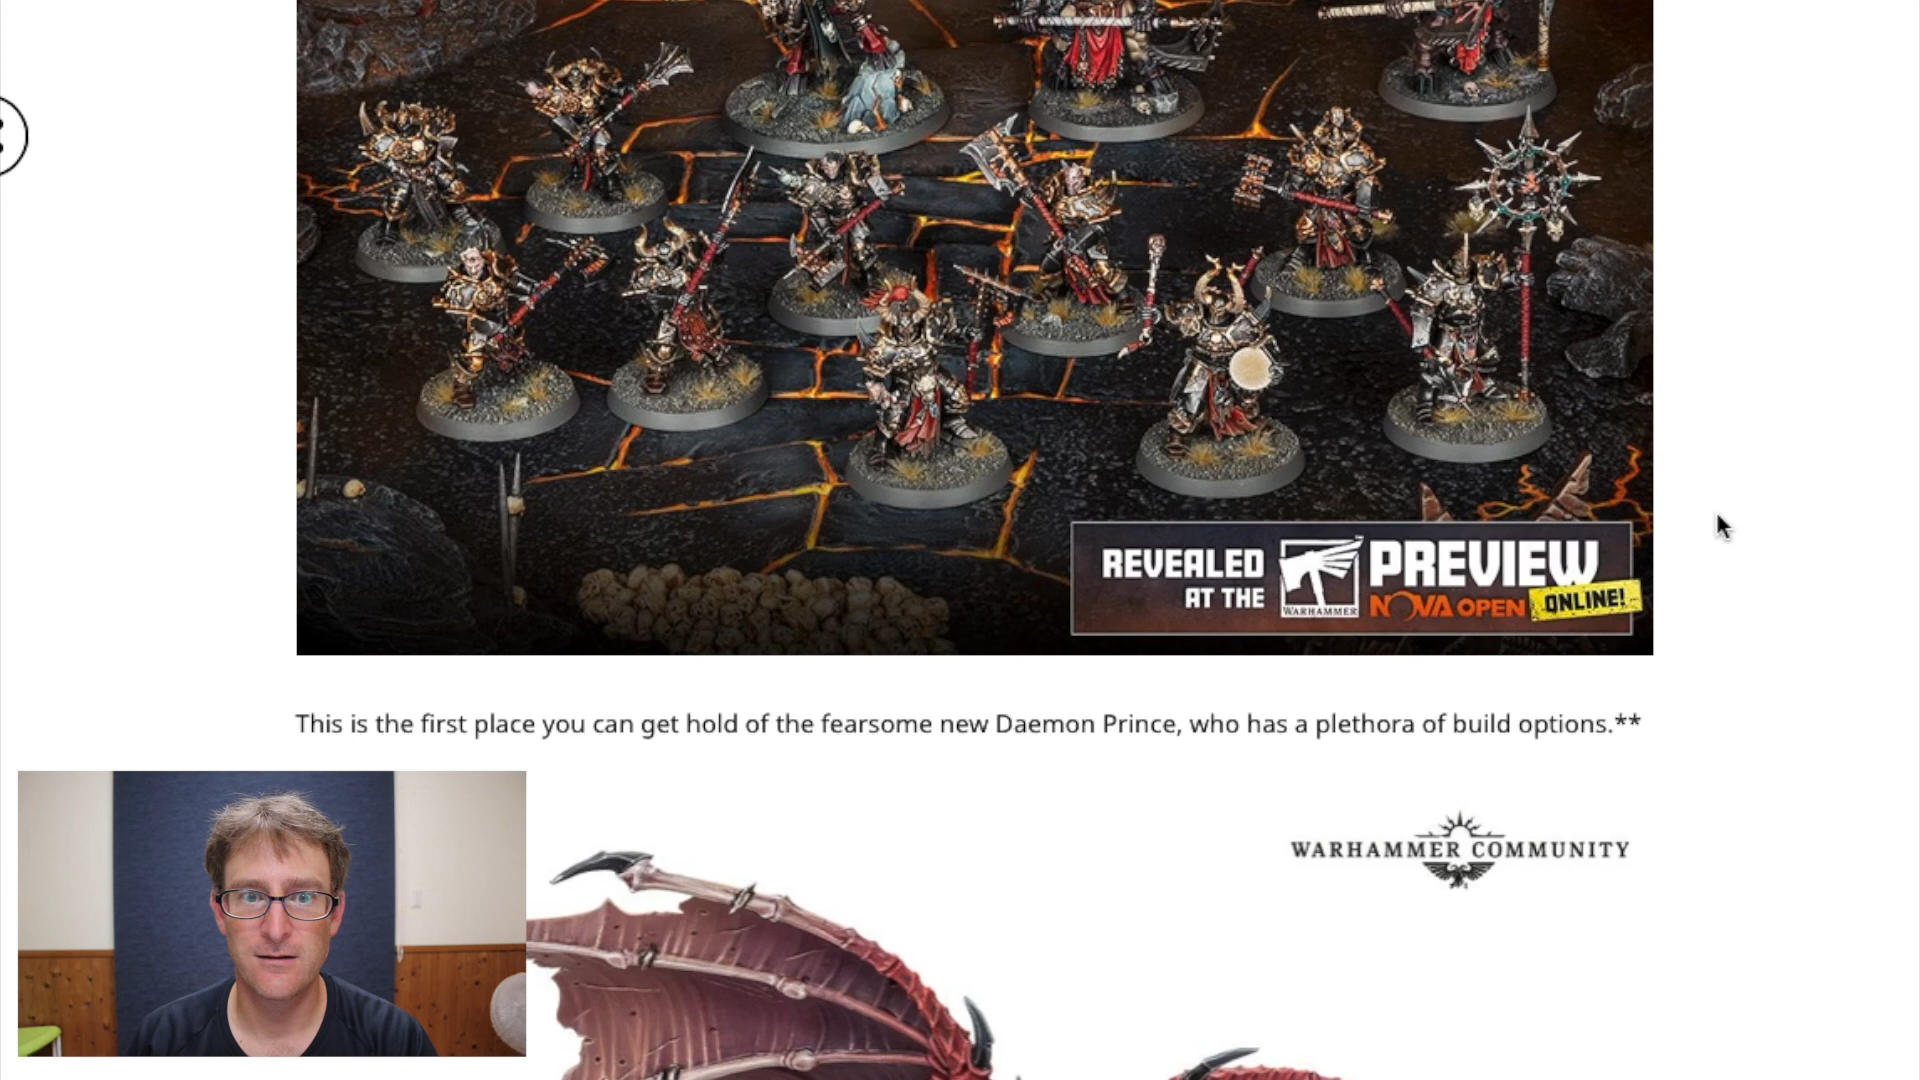 REVEALED
AT THE
WARHAMMER
PREVIEW
NOVA OPEN
ONLINE!
This is the first place you can get hold of the fearsome new Daemon Prince, who has a plethora of build options.**
WARHAMMER COMMUNITY